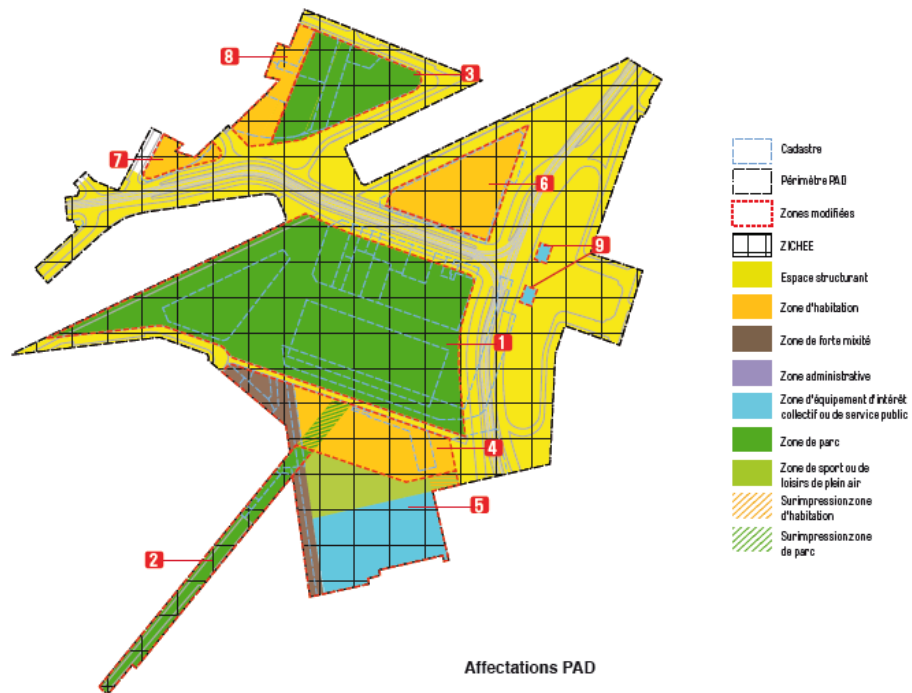 8
3
7
6
9
1
4
5
2
Cadastre
Périmètre PAD
Zones modifiées
ZICHEE
Espace structurant
Zone d'habitation
Zone de forte mixité
Zone administrative
Zone d'équipement d'intérêt
collectif ou de service public
Zone de parc
Zone de sport ou de
loisirs de plein air
Surimpression zone
d'habitation
Surimpression zone
de parc
Affectations PAD